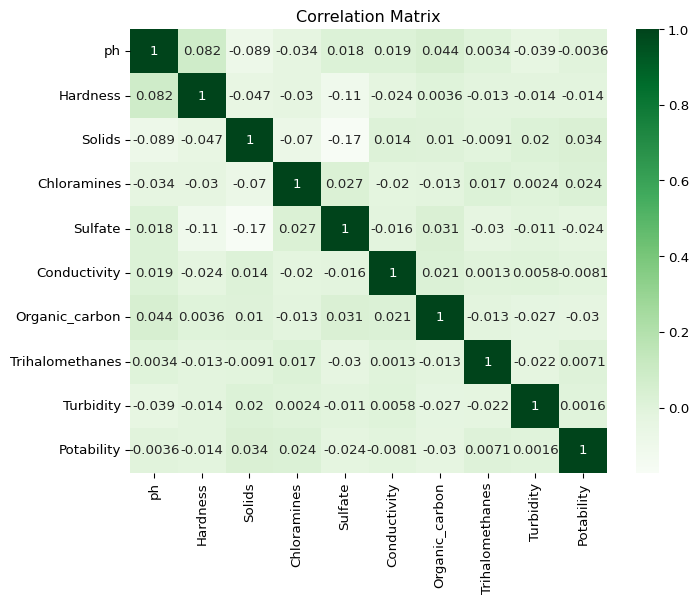 Correlation Matrix
ph 1 0.082 -0.089 -0.034 0.018 0.019 0.044 0.0034 -0.039 -0.0036
Hardness 0.082 1 -0.047 -0.03 -0.11 -0.024 0.0036 -0.013 -0.014 -0.014
Solids -0.089 -0.047 1 -0.07 -0.17 0.014 0.01 -0.0091 0.02 0.034
Chloramines -0.034 -0.03 -0.07 1 0.027 -0.02 -0.013 0.017 0.0024 0.024
Sulfate 0.018 -0.11 -0.17 0.027 1 -0.016 0.031 -0.03 -0.011 -0.024
Conductivity 0.019 -0.024 0.014 -0.02 -0.016 1 0.021 0.0013 0.0058 -0.0081
Organic_carbon 0.044 0.0036 0.01 -0.013 0.031 0.021 1 -0.013 -0.027 -0.03
Trihalomethanes 0.0034 -0.013 -0.0091 0.017 -0.03 0.0013 -0.013 1 -0.022 0.0071
Turbidity -0.039 -0.014 0.02 0.0024 -0.011 0.0058 -0.027 -0.022 1 0.0016
Potability -0.0036 -0.014 0.034 0.024 -0.024 -0.0081 -0.03 0.0071 0.0016 1
ph Hardness Solids Chloramines Sulfate Conductivity Organic_carbon Trihalomethanes Turbidity Potability
1.0
0.8
0.6
0.4
0.2
0.0